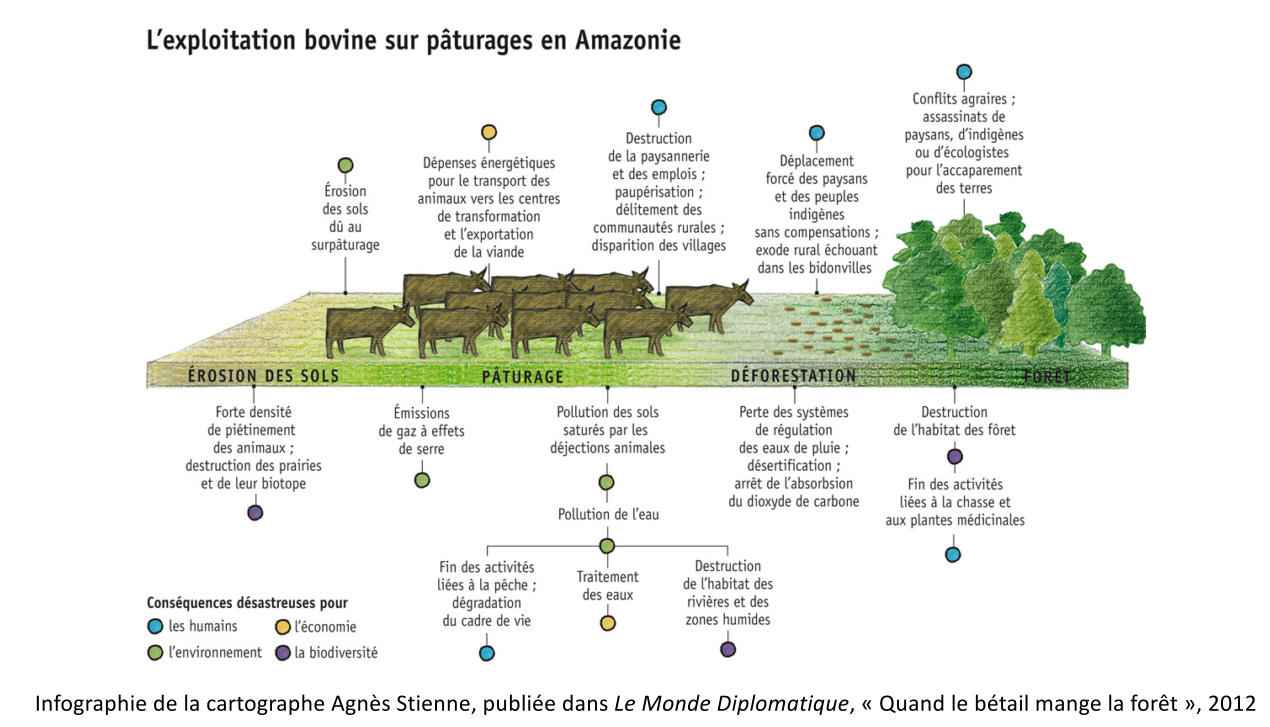 L'exploitation bovine sur pâturages en Amazonie
Érosion
des sols
dû au
surpâturage
Dépenses énergétiques
pour le transport des
animaux vers les centres
de transformation
et l'exportation
de la viande
Destruction
de la paysannerie
et des emplois ;
paupérisation ;
délitement des
communautés rurales ;
disparition des villages
Déplacement
forcé des paysans
et des peuples
indigènes
sans compensations ;
exode rural échouant
dans les bidonvilles
Conflits agraires ;
assassinats de
paysans, d'indigènes
ou d'écologistes
pour l'accaparement
des terres
ÉROSION DES SOLS
PÂTURAGE
DÉFORESTATION
FORÊT
Forte densité
de piétinement
des animaux ;
destruction des prairies
et de leur biotope
Émissions
de gaz à effets
de serre
Pollution des sols
saturés par les
déjections animales
Pollution de l'eau
Fin des activités
liées à la pêche ;
dégradation
du cadre de vie
Traitement
des eaux
Destruction
de l'habitat des
rivières et des
zones humides
Perte des systèmes
de régulation
des eaux de pluie ;
désertification ;
arrêt de l'absorbsion
du dioxyde de carbone
Destruction
de l'habitat des fôret
Fin des activités
liées à la chasse et
aux plantes médicinales
Conséquences désastreuses pour
les humains
l'économie
l'environnement
la biodiversité
Infographie de la cartographe Agnès Stienne, publiée dans Le Monde Diplomatique, « Quand le bétail mange la forêt », 2012